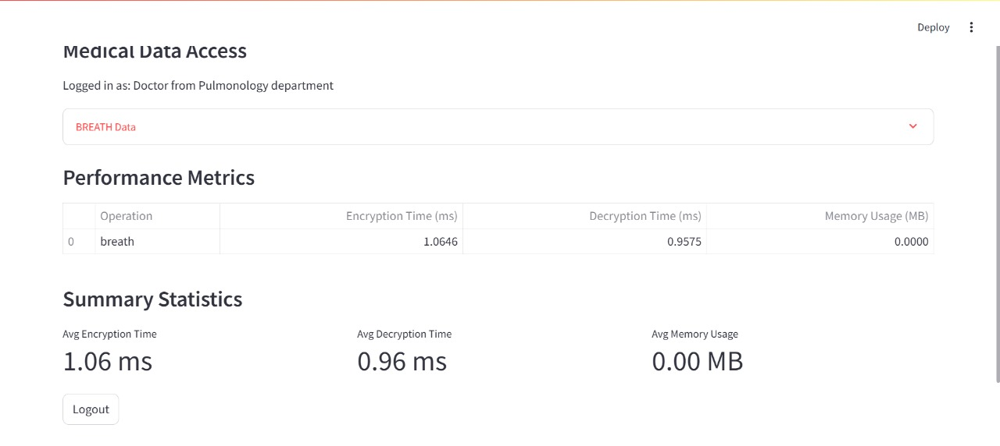 Deploy
Medical Data Access
Logged in as: Doctor from Pulmonology department
BREATH Data
Performance Metrics
Operation Encryption Time (ms) Decryption Time (ms) Memory Usage (MB)
0 breath 1.0646 0.9575 0.0000
Summary Statistics
Avg Encryption Time Avg Decryption Time Avg Memory Usage
1.06 ms 0.96 ms 0.00 MB
Logout